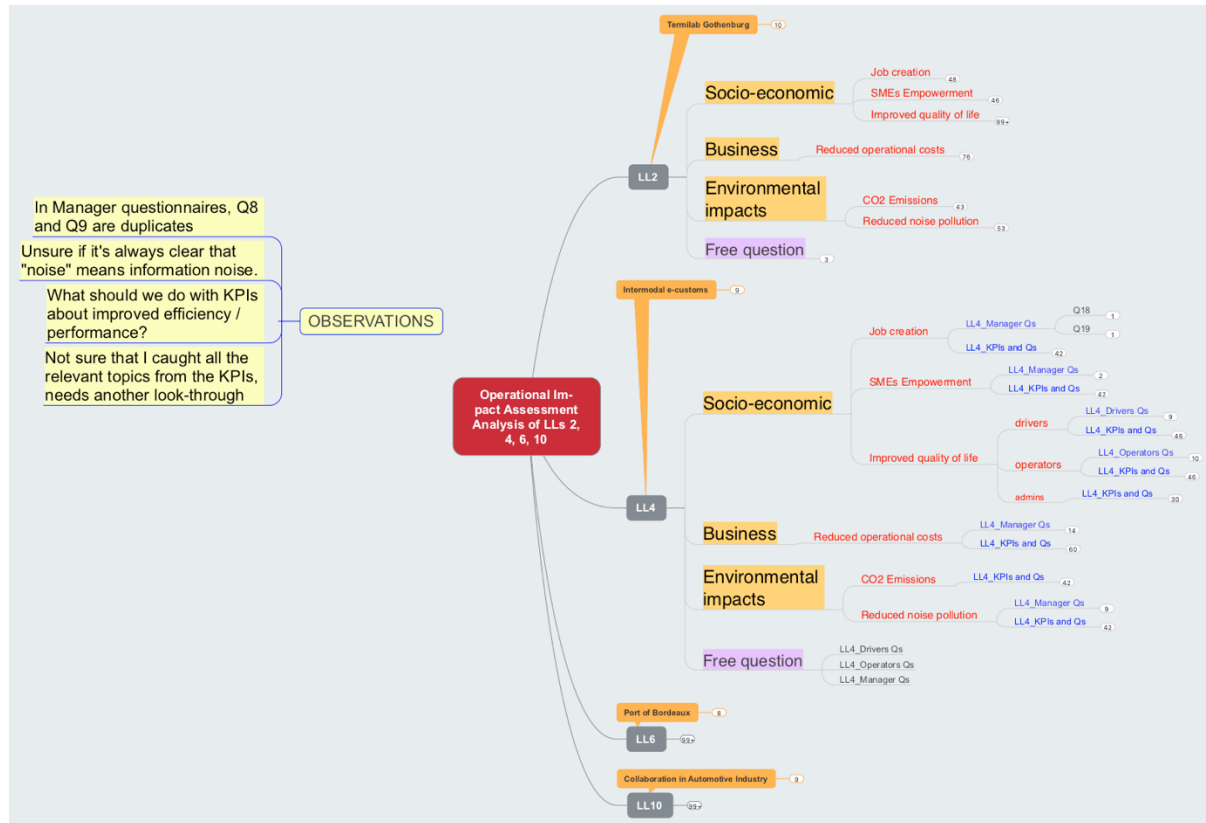 Termilab Gothenburg
10
Socio-economic
Job creation
48
SMEs Empowerment
46
Improved quality of life
99+
Business
Reduced operational costs
76
LL2
Environmental
impacts
CO2 Emissions
43
Reduced noise pollution
53
Free question
3
In Manager questionnaires, Q8
and Q9 are duplicates
Unsure if it's always clear that
"noise" means information noise.
What should we do with KPIs
about improved efficiency /
performance?
Not sure that I caught all the
relevant topics from the KPIs,
needs another look-through
OBSERVATIONS
Operational Im-
pact Assessment
Analysis of LLs 2,
4, 6, 10
Intermodal e-customs
9
LL4
Socio-economic
Job creation
LL4_Manager Qs
Q18
1
Q19
1
LL4_KPIs and Qs
42
SMEs Empowerment
LL4_Manager Qs
2
LL4_KPIs and Qs
42
Improved quality of life
drivers
LL4_Drivers Qs
9
LL4_KPIs and Qs
46
operators
LL4_Operators Qs
10
LL4_KPIs and Qs
46
admins
LL4_KPIs and Qs
30
Business
Reduced operational costs
LL4_Manager Qs
14
LL4_KPIs and Qs
60
Environmental
impacts
CO2 Emissions
LL4_KPIs and Qs
42
Reduced noise pollution
LL4_Manager Qs
9
LL4_KPIs and Qs
42
Free question
LL4_Drivers Qs
LL4_Operators Qs
LL4_Manager Qs
Port of Bordeaux
8
LL6
99+
Collaboration in Automotive Industry
9
LL10
99+